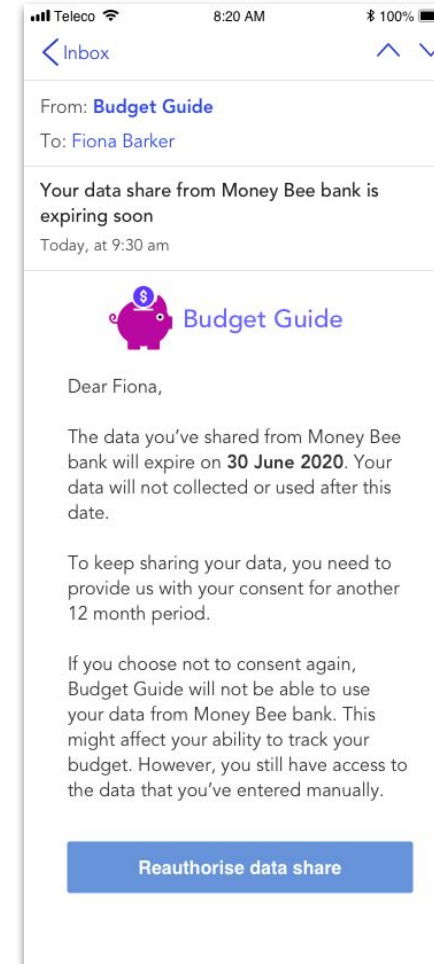 Teleco 8:20 AM 100%
Inbox
From: Budget Guide
To: Fiona Barker
Your data share from Money Bee bank is
expiring soon
Today, at 9:30 am
$
Budget Guide
Dear Fiona,
The data you've shared from Money Bee
bank will expire on 30 June 2020. Your
data will not collected or used after this
date.
To keep sharing your data, you need to
provide us with your consent for another
12 month period.
If you choose not to consent again,
Budget Guide will not be able to use
your data from Money Bee bank. This
might affect your ability to track your
budget. However, you still have access to
the data that you've entered manually.
Reauthorise data share